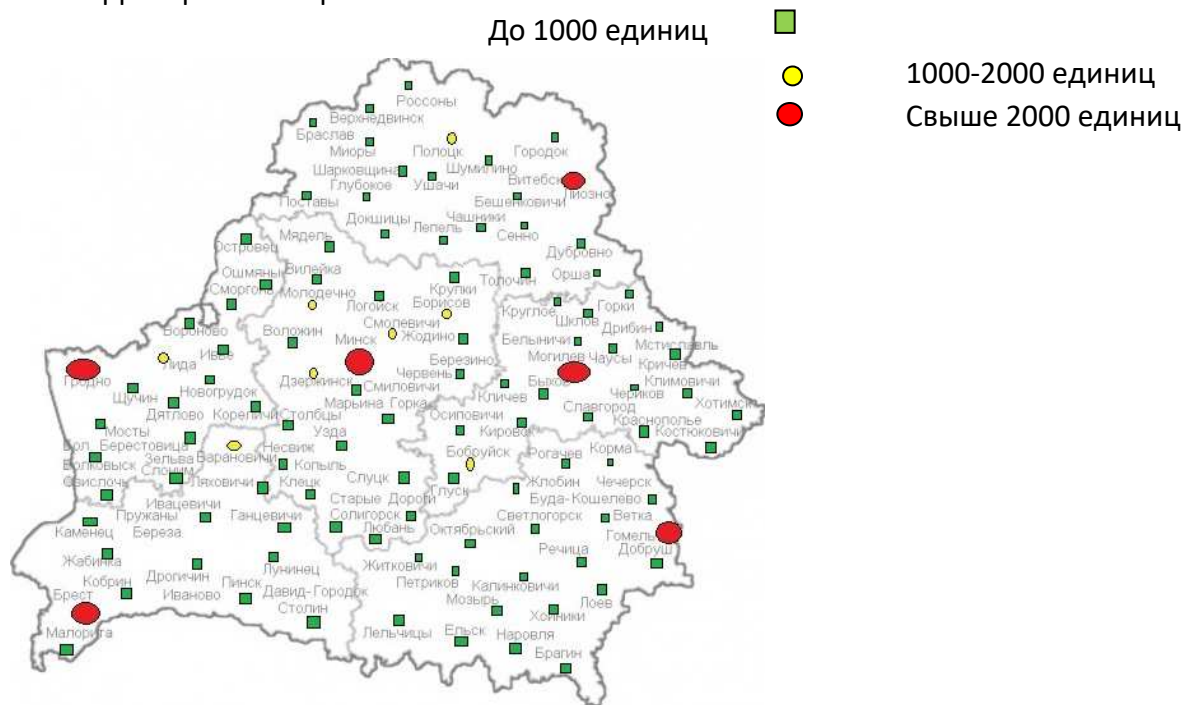 До 1000 единиц
1000-2000 единиц
Свыше 2000 единиц
Россоны
Верхнедвинск
Браслав
Миоры
Полоцк
Городок
Шарковщина
Шумилино
Глубокое
Ушачи
Витебск
Лиозно
Поставы
Бешенковичи
Докшицы
Лепель
Чашники
Сенно
Островец
Мядель
Дубровно
Ошмяны
Вилейка
Толочин
Орша
Сморгонь
Молодечно
Крупки
Логойск
Борисов
Круглое
Горки
Вороново
Воложин
Смолевичи
Шклов
Дрибин
Минск
Жодино
Белыничи
Мстиславль
Лида
Ивье
Березино
Могилев
Чаусы
Кричев
Гродно
Дзержинск
Червень
Быхов
Климовичи
Щучин
Новогрудок
Смиловичи
Кличев
Чериков
Хотимск
Дятлово
Кореличи
Столбцы
Марьина Горка
Осиповичи
Славгород
Краснополье
Мосты
Узда
Кировск
Костюковичи
Бол Берестовица
Несвиж
Бобруйск
Рогачев
Корма
Зельва
Барановичи
Волковыск
Слоним
Копыль
Свислочь
Ляховичи
Клецк
Слуцк
Глуск
Жлобин
Чечерск
Ивацевичи
Старые Дороги
Буда-Кошелево
Пружаны
Ганцевичи
Солигорск
Светлогорск
Ветка
Каменец
Береза
Любань
Октябрьский
Гомель
Жабинка
Речица
Добруш
Дрогичин
Лунинец
Житковичи
Кобрин
Пинск
Петриков
Калинковичи
Брест
Иваново
Давид-Городок
Мозырь
Лоев
Столин
Хойники
Малорита
Лельчицы
Ельск
Наровля
Брагин